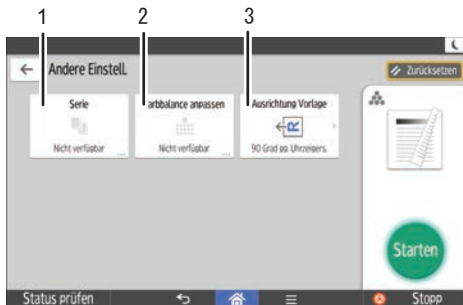 1 2 3
Andere Einstell.
Zurücksetzen
Serie
arbbalance anpassen
Ausrichtung Vorlage
R
Nicht verfügbar
Nicht verfügbar
90 Grad gg. Uhrzeigers.
Starten
Status prüfen
Stopp